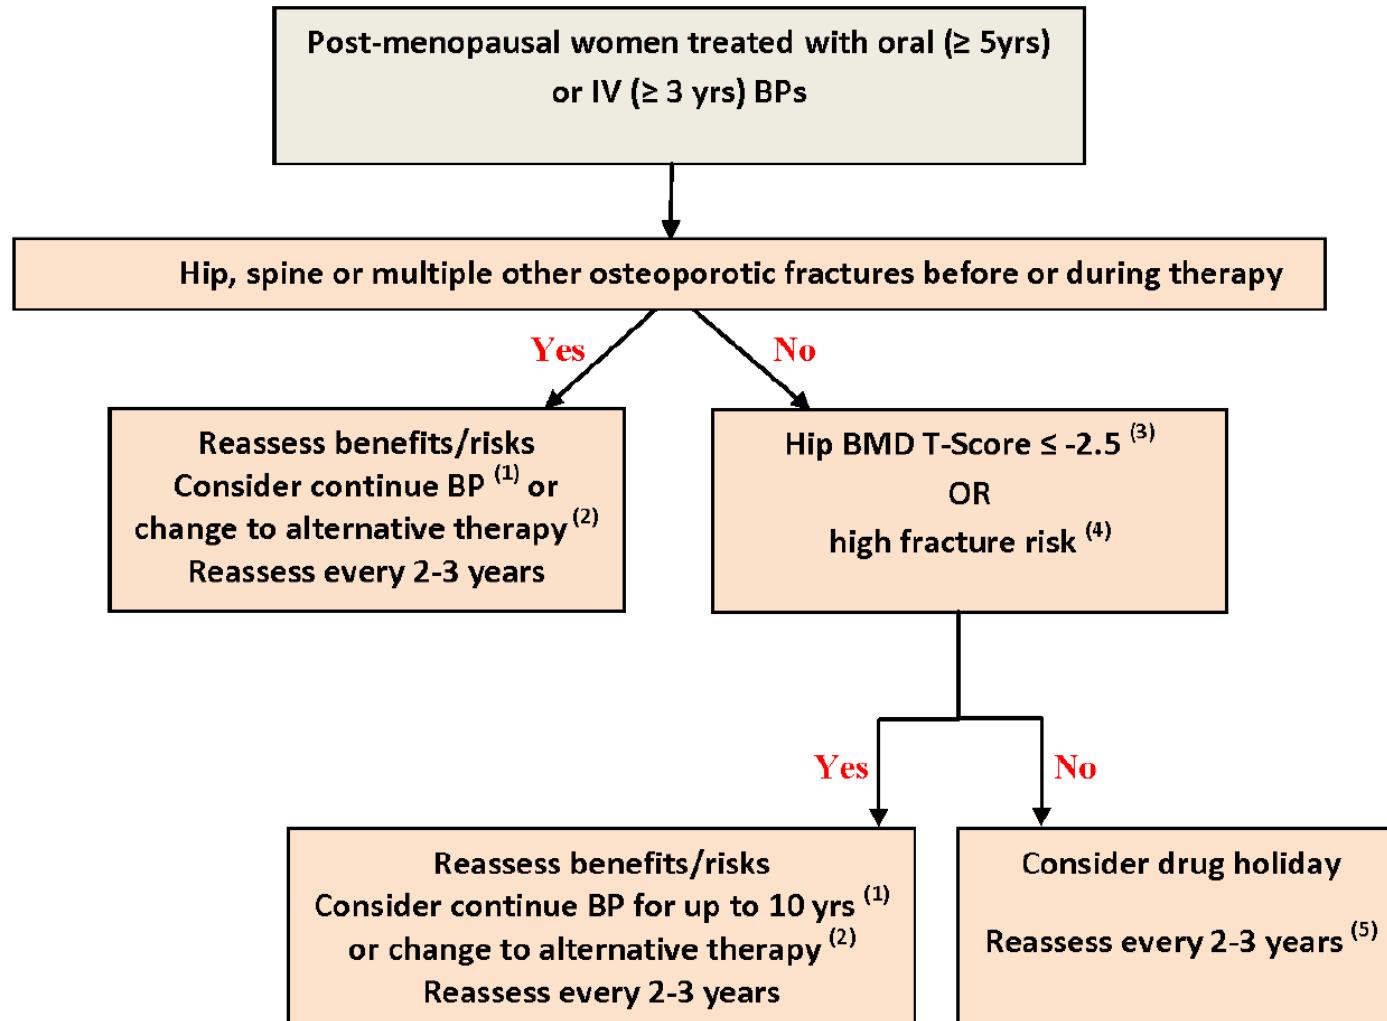 Post-menopausal women treated with oral (≥ 5yrs)
or IV (≥ 3 yrs) BPs
Hip, spine or multiple other osteoporotic fractures before or during therapy
Yes
No
Reassess benefits/risks
Consider continue BP (1) or
change to alternative therapy (2)
Reassess every 2-3 years
Hip BMD T-Score ≤ -2.5 (3)
OR
high fracture risk (4)
Yes
No
Reassess benefits/risks
Consider continue BP for up to 10 yrs (1)
or change to alternative therapy (2)
Reassess every 2-3 years
Consider drug holiday
Reassess every 2-3 years (5)